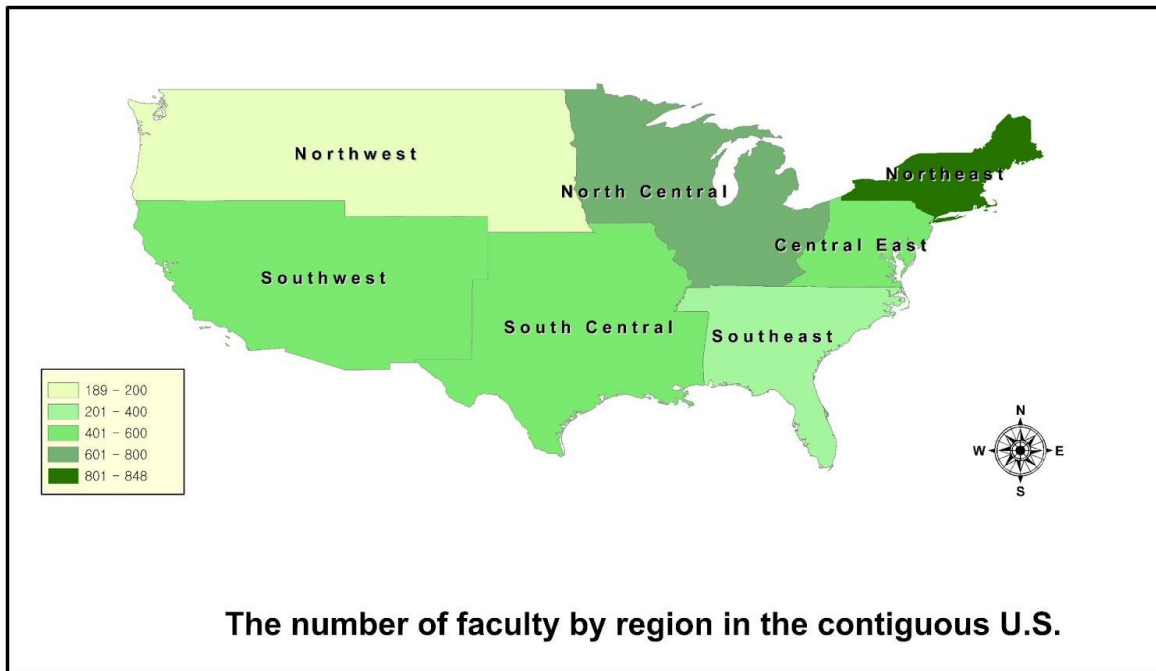 Northwest
North Central
Northeast
Central East
Southwest
South Central
Southeast
189 - 200
201 - 400
401 - 600
601 - 800
801 - 848
N
W E
S
The number of faculty by region in the contiguous U.S.